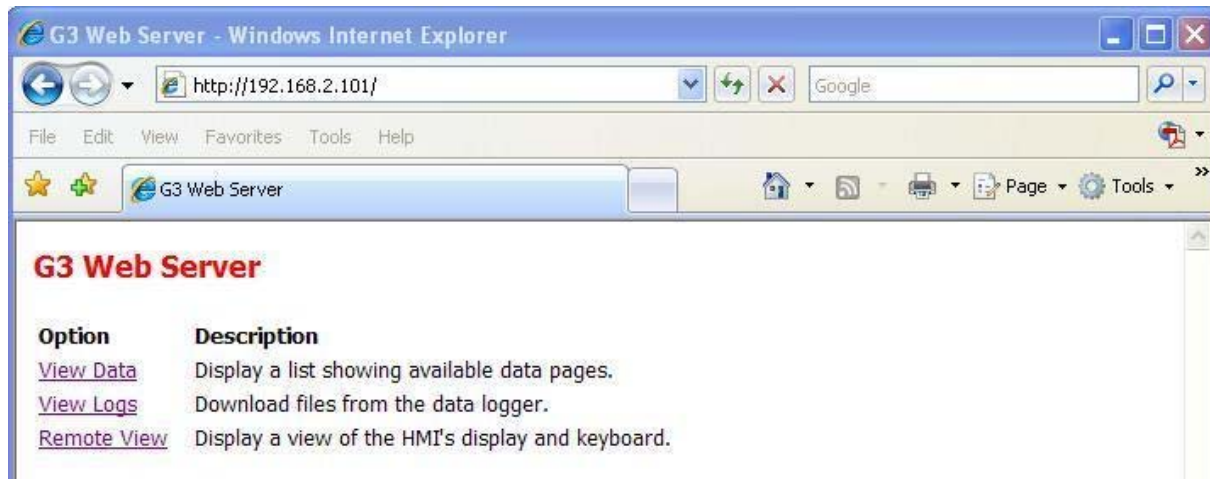 G3 Web Server - Windows Internet Explorer
http://192.168.2.101/
Google
File Edit View Favorites Tools Help
G3 Web Server
Page Tools »
G3 Web Server
Option Description
View Data Display a list showing available data pages.
View Logs Download files from the data logger.
Remote View Display a view of the HMI's display and keyboard.